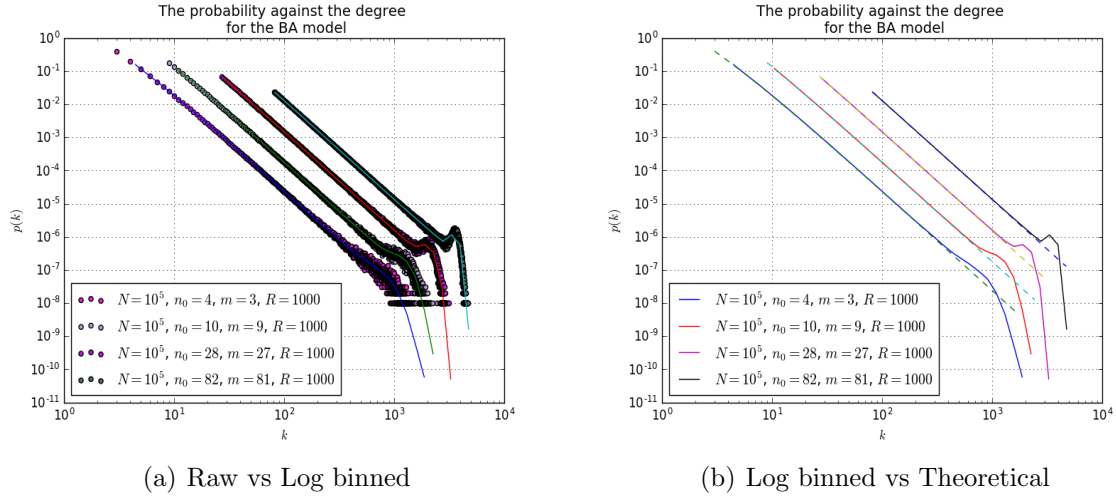 The probability against the degree
for the BA model
10^0
10^-1
10^-2
10^-3
10^-4
10^-5
10^-6
10^-7
10^-8
10^-9
10^-10
10^-11
p(k)
N = 10^5, n_0 = 4, m = 3, R = 1000
N = 10^5, n_0 = 10, m = 9, R = 1000
N = 10^5, n_0 = 28, m = 27, R = 1000
N = 10^5, n_0 = 82, m = 81, R = 1000
10^0 10^1 10^2 10^3 10^4
k
(a) Raw vs Log binned
The probability against the degree
for the BA model
10^0
10^-1
10^-2
10^-3
10^-4
10^-5
10^-6
10^-7
10^-8
10^-9
10^-10
10^-11
p(k)
N = 10^5, n_0 = 4, m = 3, R = 1000
N = 10^5, n_0 = 10, m = 9, R = 1000
N = 10^5, n_0 = 28, m = 27, R = 1000
N = 10^5, n_0 = 82, m = 81, R = 1000
10^0 10^1 10^2 10^3 10^4
k
(b) Log binned vs Theoretical